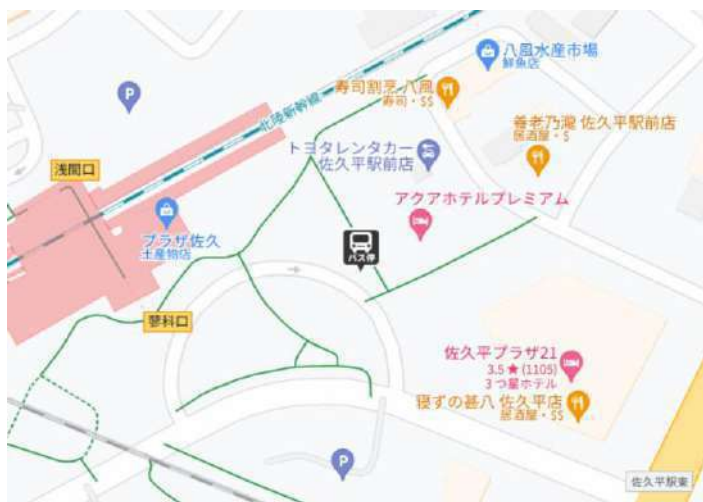 八風水産市場
鮮魚店
寿司割烹 八風
寿司・$$
北陸新幹線
P
養老乃瀧 佐久平駅前店
居酒屋・$
トヨタレンタカー
佐久平駅前店
浅間口
アクアホテルプレミアム
プラザ佐久
土産物店
バス停
蓼科口
佐久平プラザ21
3.5★(1105)
3つ星ホテル
寝ずの甚八 佐久平店
居酒屋・$$
P
佐久平駅東